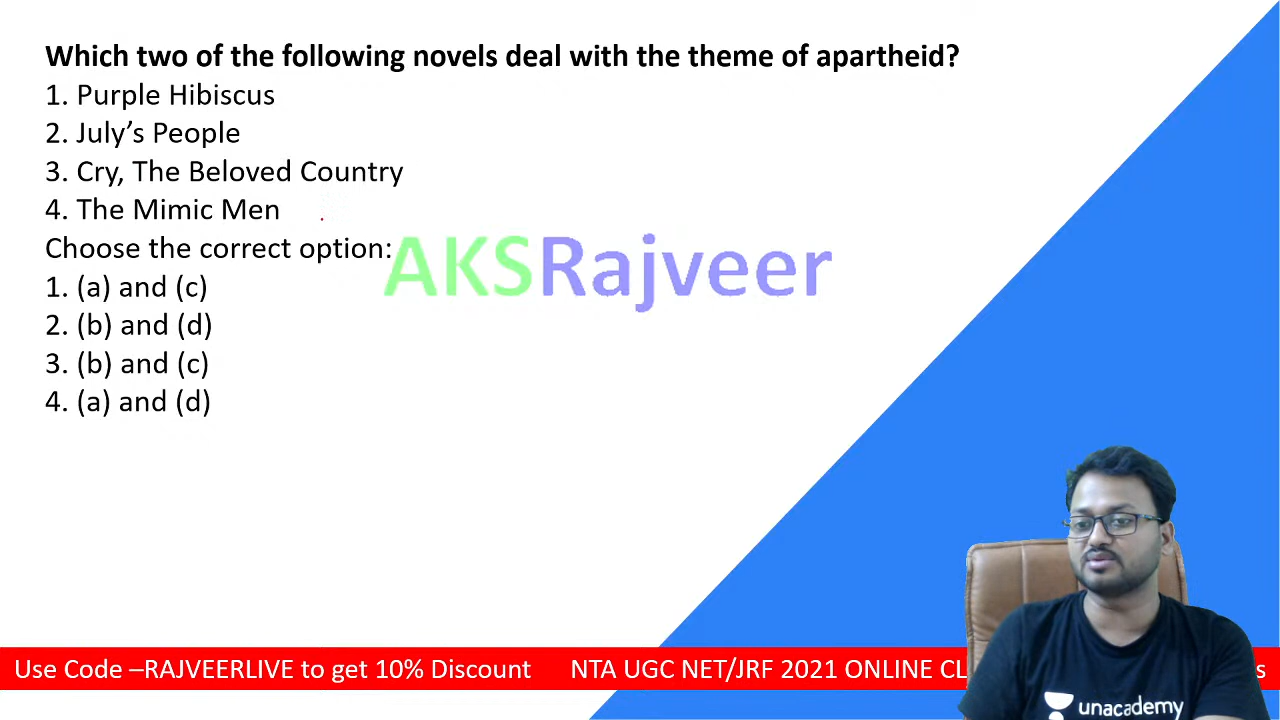 Which two of the following novels deal with the theme of apartheid?
1. Purple Hibiscus
2. July’s People
3. Cry, The Beloved Country
4. The Mimic Men
Choose the correct option:
AKSRajveer
1. (a) and (c)
2. (b) and (d)
3. (b) and (c)
4. (a) and (d)
Use Code –RAJVEERLIVE to get 10% Discount NTA UGC NET/JRF 2021 ONLINE
unacademy